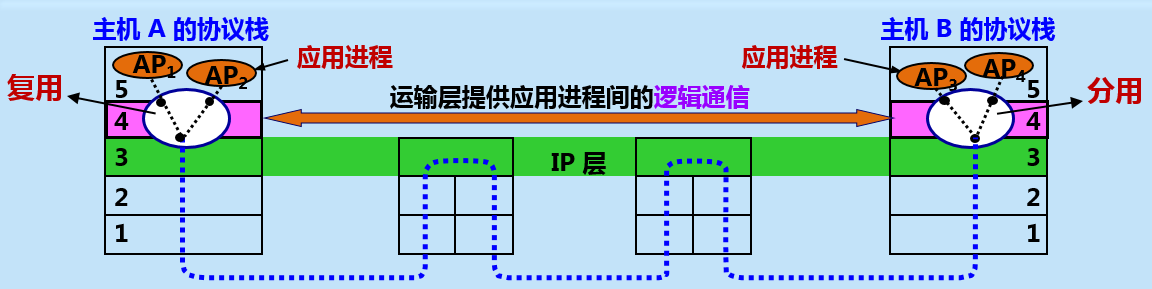 主机 A 的协议栈
主机 B 的协议栈
AP1
AP2
应用进程
应用进程
AP3
AP4
复用
5
运输层提供应用进程间的逻辑通信
5
分用
4
4
3
IP 层
3
2
2
1
1